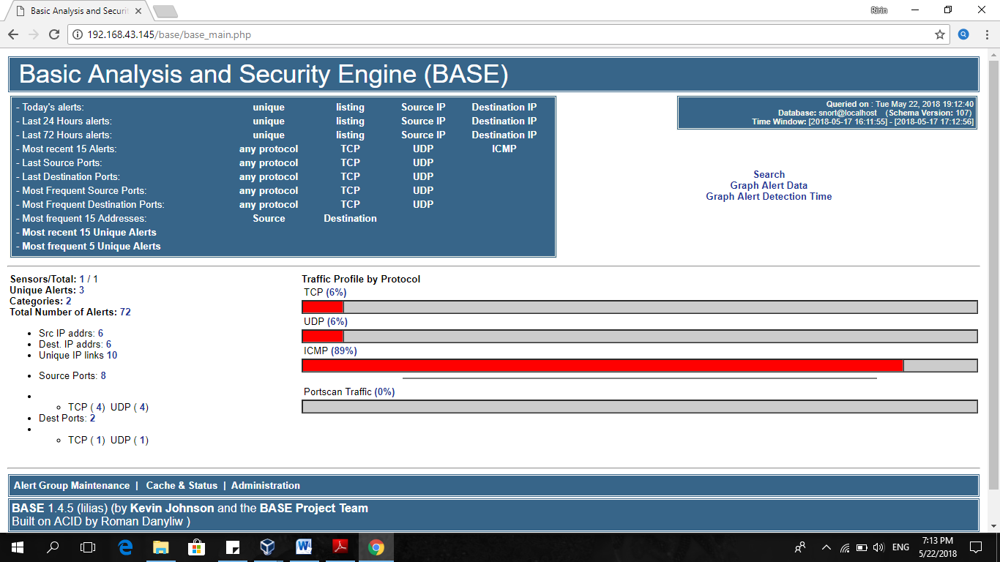 Basic Analysis and Securit
Ririn
192.168.43.145/base/base_main.php
Basic Analysis and Security Engine (BASE)
- Today's alerts: unique listing Source IP Destination IP
- Last 24 Hours alerts: unique listing Source IP Destination IP
- Last 72 Hours alerts: unique listing Source IP Destination IP
- Most recent 15 Alerts: any protocol TCP UDP ICMP
- Last Source Ports: any protocol TCP UDP
- Last Destination Ports: any protocol TCP UDP
- Most Frequent Source Ports: any protocol TCP UDP
- Most Frequent Destination Ports: any protocol TCP UDP
- Most frequent 15 Addresses: Source Destination
- Most recent 15 Unique Alerts
- Most frequent 5 Unique Alerts
Queried on : Tue May 22, 2018 19:12:40
Database: snort@localhost (Schema Version: 107)
Time Window: [2018-05-17 16:11:55] - [2018-05-17 17:12:56]
Search
Graph Alert Data
Graph Alert Detection Time
Sensors/Total: 1 / 1
Unique Alerts: 3
Categories: 2
Total Number of Alerts: 72
Src IP addrs: 6
Dest. IP addrs: 6
Unique IP links 10
Source Ports: 8
TCP ( 4) UDP ( 4)
Dest Ports: 2
TCP ( 1) UDP ( 1)
Traffic Profile by Protocol
TCP (6%)
UDP (6%)
ICMP (89%)
Portscan Traffic (0%)
Alert Group Maintenance | Cache & Status | Administration
BASE 1.4.5 (lilias) (by Kevin Johnson and the BASE Project Team
Built on ACID by Roman Danyliw )
ENG
7:13 PM
5/22/2018